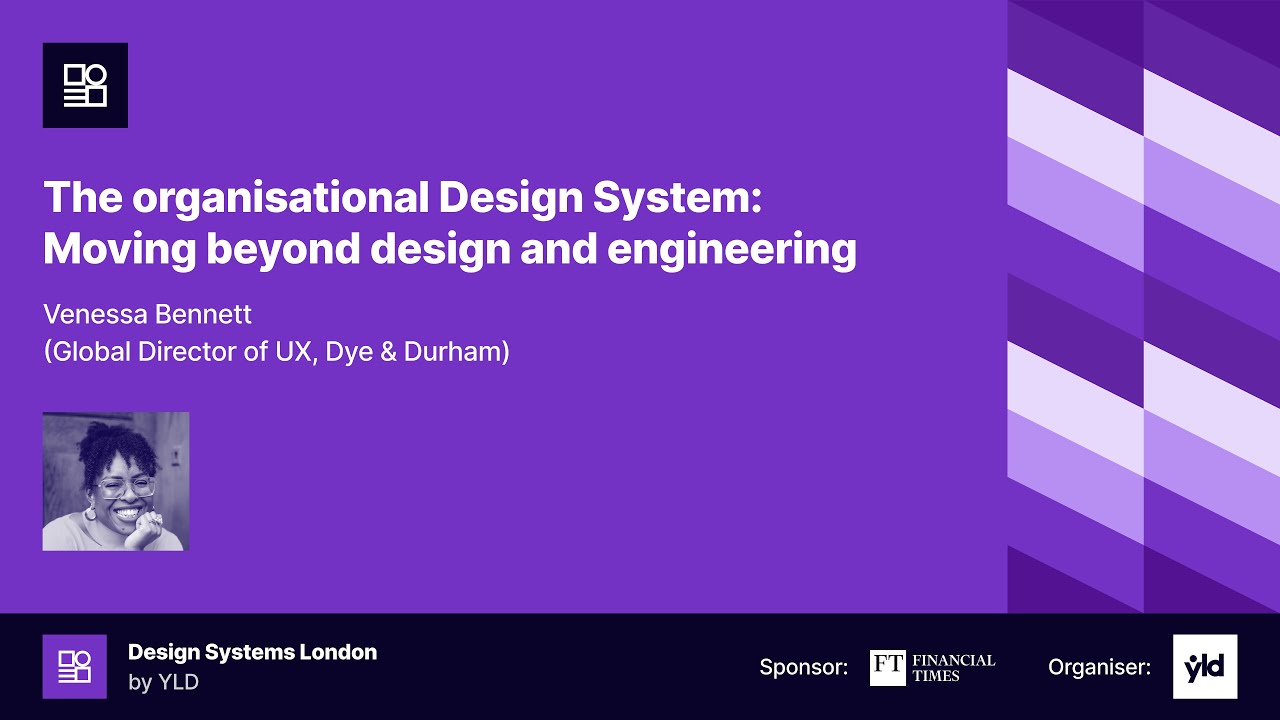 The organisational Design System:
Moving beyond design and engineering
Venessa Bennett
(Global Director of UX, Dye & Durham)
Design Systems London
by YLD
Sponsor:
FT
FINANCIAL
TIMES
Organiser:
yld